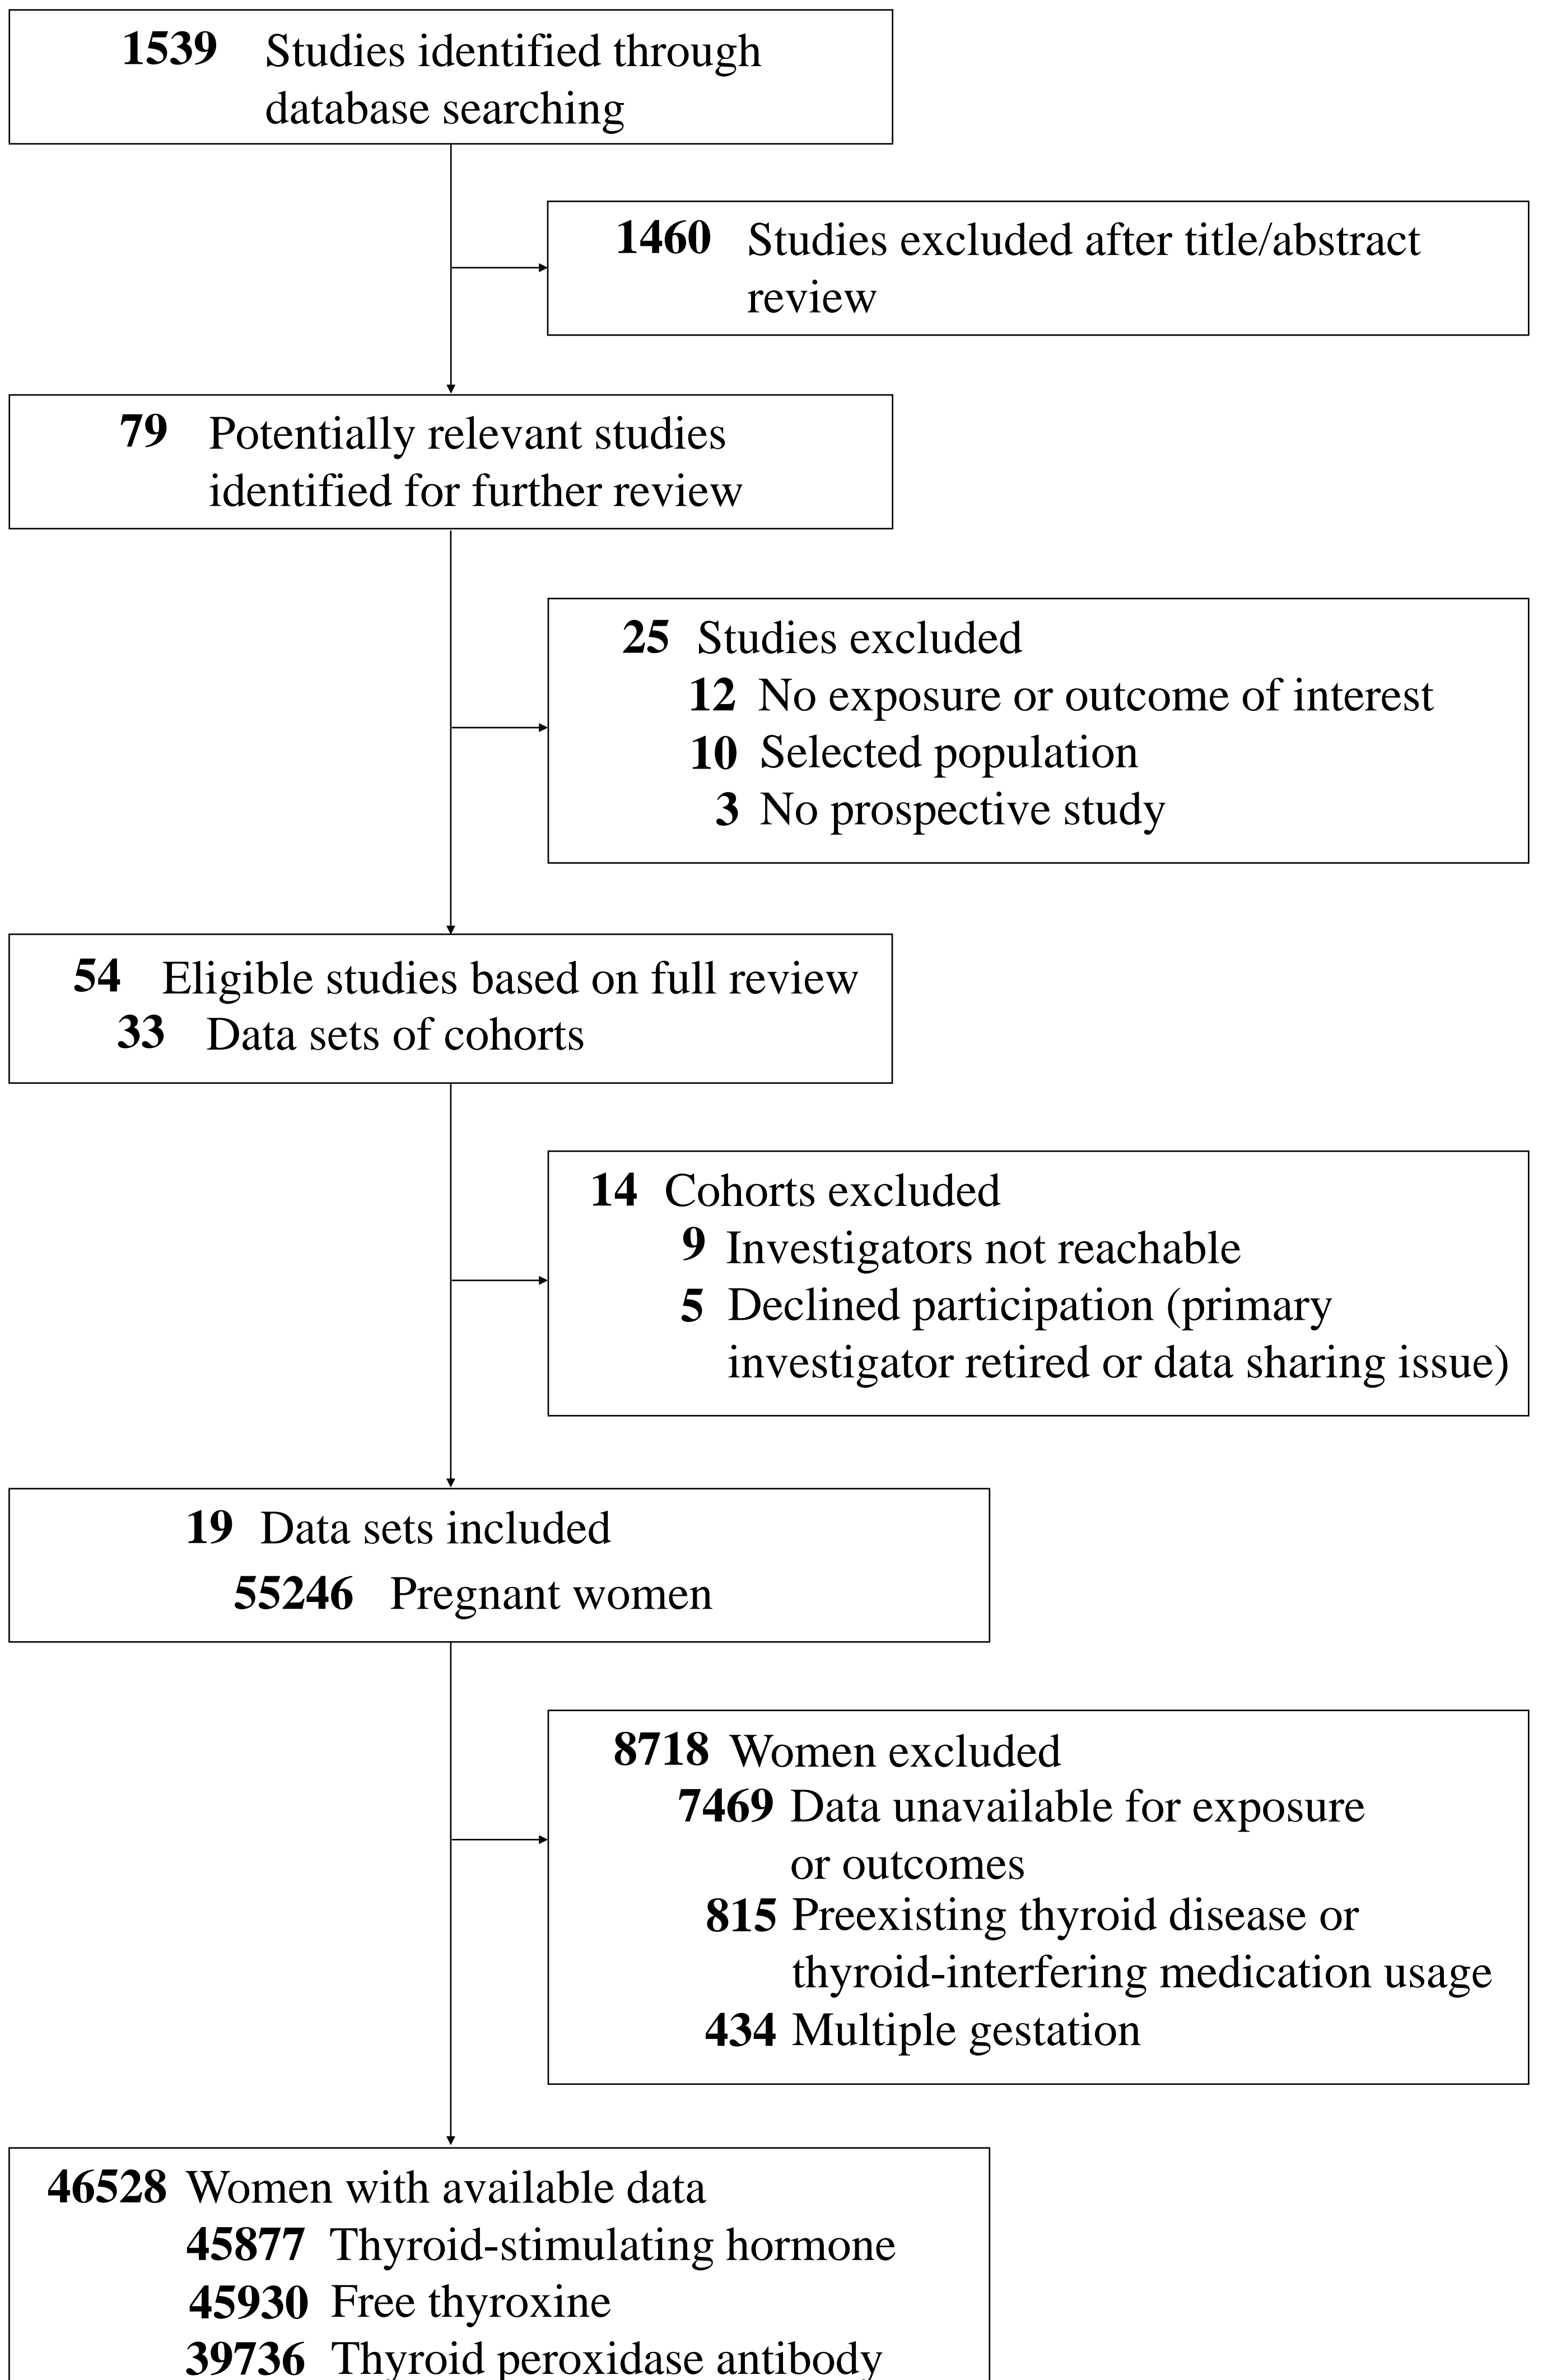 1539 Studies identified through
database searching
1460 Studies excluded after title/abstract
review
79 Potentially relevant studies
identified for further review
25 Studies excluded
12 No exposure or outcome of interest
10 Selected population
3 No prospective study
54 Eligible studies based on full review
33 Data sets of cohorts
14 Cohorts excluded
9 Investigators not reachable
5 Declined participation (primary
investigator retired or data sharing issue)
19 Data sets included
55246 Pregnant women
8718 Women excluded
7469 Data unavailable for exposure
or outcomes
815 Preexisting thyroid disease or
thyroid-interfering medication usage
434 Multiple gestation
46528 Women with available data
45877 Thyroid-stimulating hormone
45930 Free thyroxine
39736 Thyroid peroxidase antibody